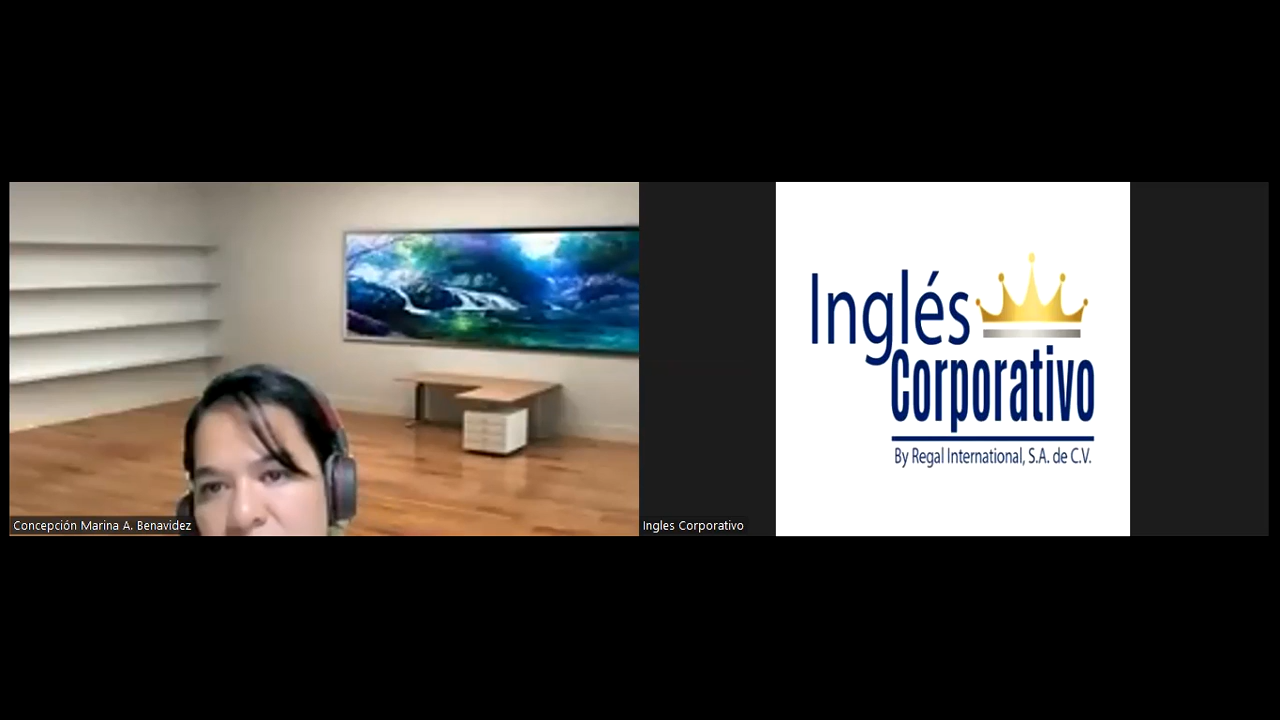 Inglés
Corporativo
By Regal International, S.A. de C.V.
Concepción Marina A. Benavidez
Ingles Corporativo